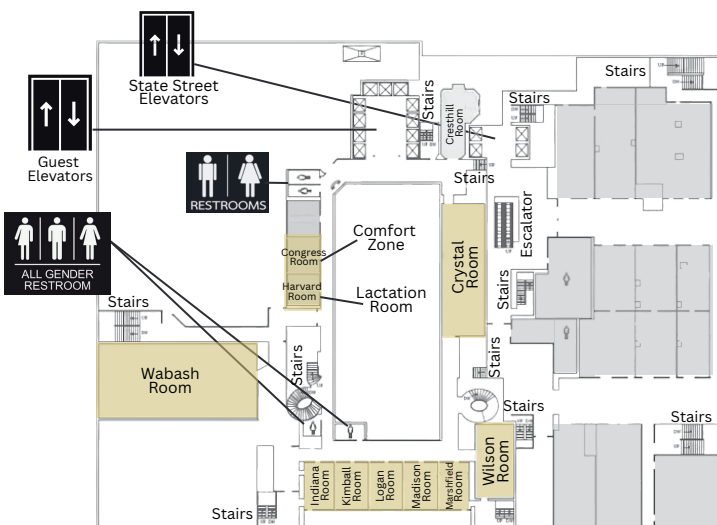 State Street
Elevators
Guest
Elevators
RESTROOMS
ALL GENDER
RESTROOM
Stairs
Stairs
Cresthill
Room
Stairs
Stairs
Stairs
Escalator
Comfort
Zone
Congress
Room
Harvard
Room
Lactation
Room
Crystal
Room
Stairs
Stairs
Wabash
Room
Stairs
Stairs
Stairs
Stairs
Wilson
Room
Indiana
Room
Kimball
Room
Logan
Room
Madison
Room
Marshfield
Room
Stairs